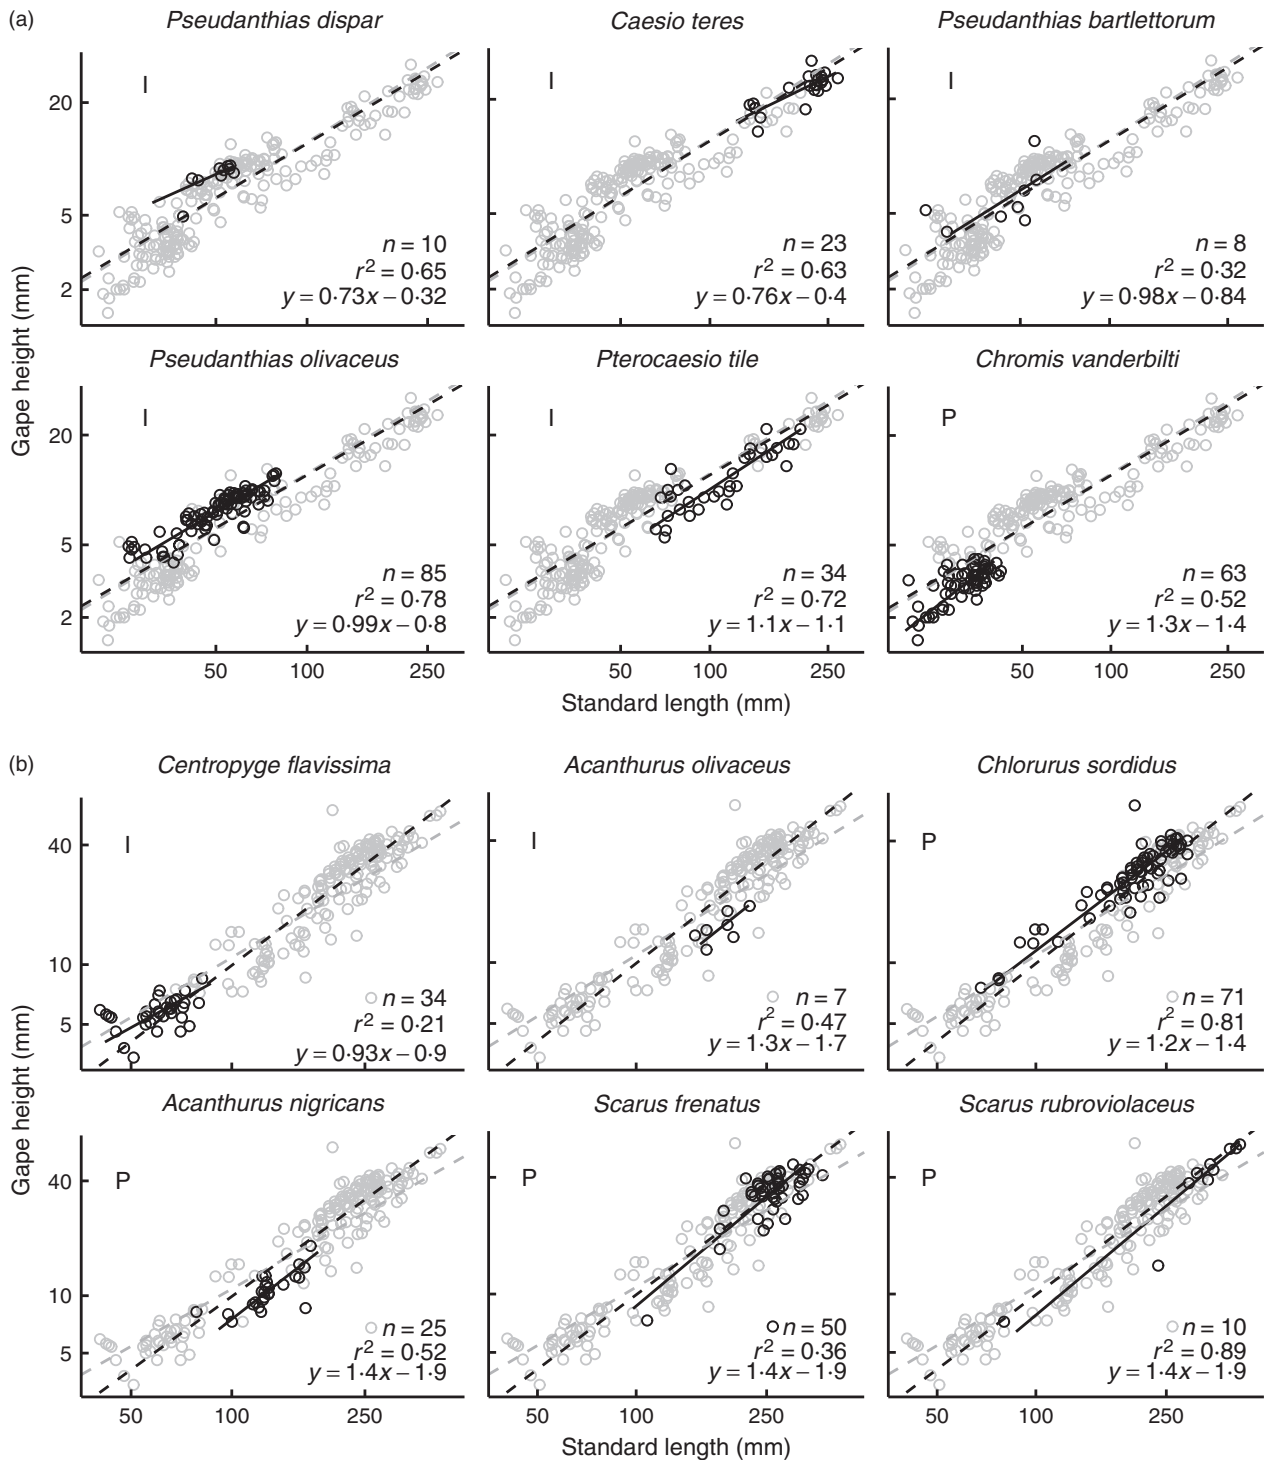 (a)
Pseudanthias dispar
Caesio teres
Pseudanthias bartlettorum
Gape height (mm)
20
5
2
I
n = 10
r2 = 0·65
y = 0·73x – 0·32
I
n = 23
r2 = 0·63
y = 0·76x – 0·4
I
n = 8
r2 = 0·32
y = 0·98x – 0·84
Pseudanthias olivaceus
Pterocaesio tile
Chromis vanderbilti
20
5
2
I
n = 85
r2 = 0·78
y = 0·99x – 0·8
I
n = 34
r2 = 0·72
y = 1·1x – 1·1
P
n = 63
r2 = 0·52
y = 1·3x – 1·4
50 100 250
50 100 250
50 100 250
Standard length (mm)
(b)
Centropyge flavissima
Acanthurus olivaceus
Chlorurus sordidus
Gape height (mm)
40
10
5
I
n = 34
r2 = 0·21
y = 0·93x – 0·9
I
n = 7
r2 = 0·47
y = 1·3x – 1·7
P
n = 71
r2 = 0·81
y = 1·2x – 1·4
Acanthurus nigricans
Scarus frenatus
Scarus rubroviolaceus
40
10
5
P
n = 25
r2 = 0·52
y = 1·4x – 1·9
P
n = 50
r2 = 0·36
y = 1·4x – 1·9
P
n = 10
r2 = 0·89
y = 1·4x – 1·9
50 100 250
50 100 250
50 100 250
Standard length (mm)